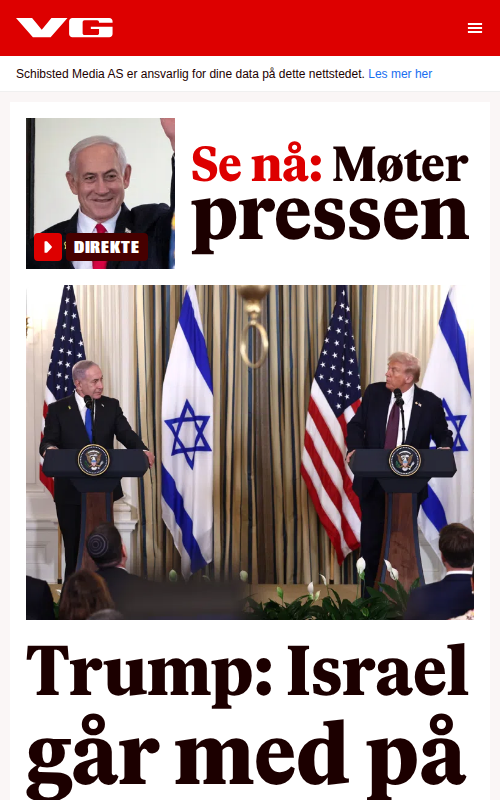 VG
Schibsted Media AS er ansvarlig for dine data på dette nettstedet. Les mer her
DIREKTE
Se nå: Møter
pressen
Trump: Israel
går med på